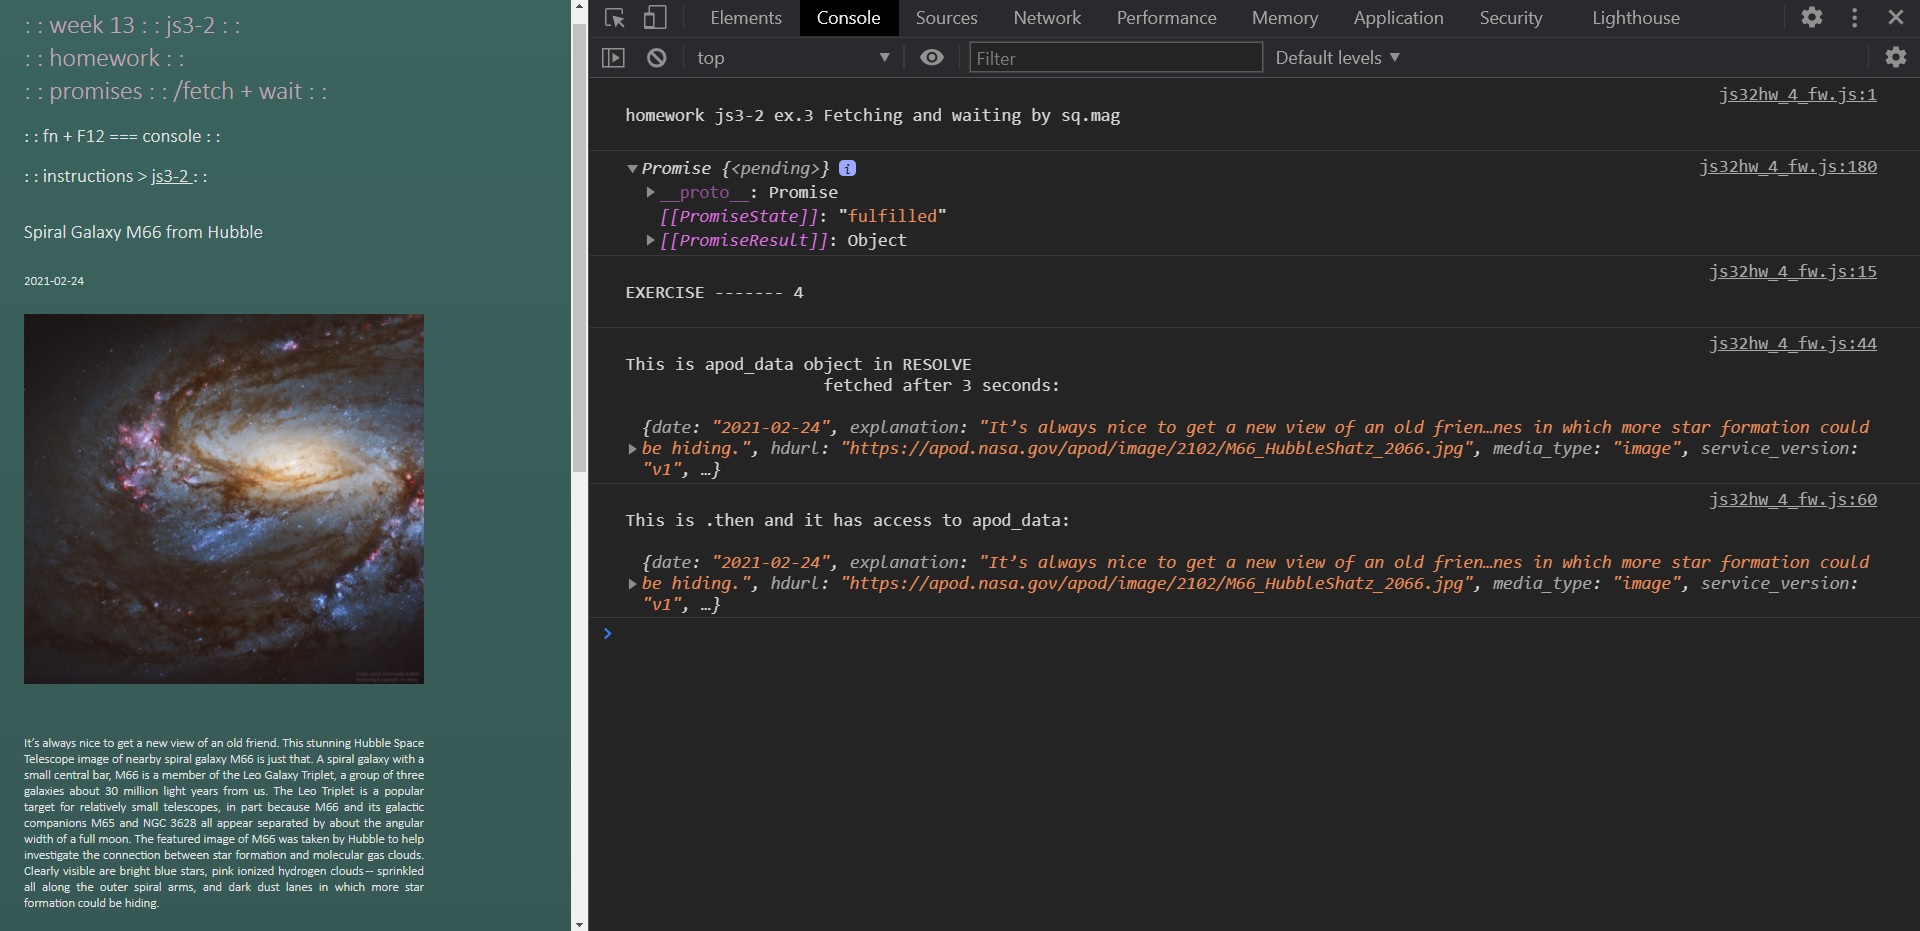 : : week 13 : : js3-2 : :
: : homework : :
: : promises : : /fetch + wait : :
: : fn + F12 === console : :
: : instructions > js3-2 : :
Spiral Galaxy M66 from Hubble
2021-02-24
It's always nice to get a new view of an old friend. This stunning Hubble Space
Telescope image of nearby spiral galaxy M66 is just that. A spiral galaxy with a
small central bar, M66 is a member of the Leo Galaxy Triplet, a group of three
galaxies about 30 million light years from us. The Leo Triplet is a popular
target for relatively small telescopes, in part because M66 and its galactic
companions M65 and NGC 3628 all appear separated by about the angular
width of a full moon. The featured image of M66 was taken by Hubble to help
investigate the connection between star formation and molecular gas clouds.
Clearly visible are bright blue stars, pink ionized hydrogen clouds -- sprinkled
all along the outer spiral arms, and dark dust lanes in which more star
formation could be hiding.
Elements Console Sources Network Performance Memory Application Security Lighthouse
top Filter Default levels
js32hw_4_fw.js:1
homework js3-2 ex.3 Fetching and waiting by sq.mag
Promise {<pending>} i js32hw_4_fw.js:180
__proto__: Promise
[[PromiseState]]: "fulfilled"
[[PromiseResult]]: Object
js32hw_4_fw.js:15
EXERCISE ------- 4
js32hw_4_fw.js:44
This is apod_data object in RESOLVE
fetched after 3 seconds:
{date: "2021-02-24", explanation: "It’s always nice to get a new view of an old frien…nes in which more star formation could
be hiding.", hdurl: "https://apod.nasa.gov/apod/image/2102/M66_HubbleShatz_2066.jpg", media_type: "image", service_version:
"v1", …}
js32hw_4_fw.js:60
This is .then and it has access to apod_data:
{date: "2021-02-24", explanation: "It’s always nice to get a new view of an old frien…nes in which more star formation could
be hiding.", hdurl: "https://apod.nasa.gov/apod/image/2102/M66_HubbleShatz_2066.jpg", media_type: "image", service_version:
"v1", …}